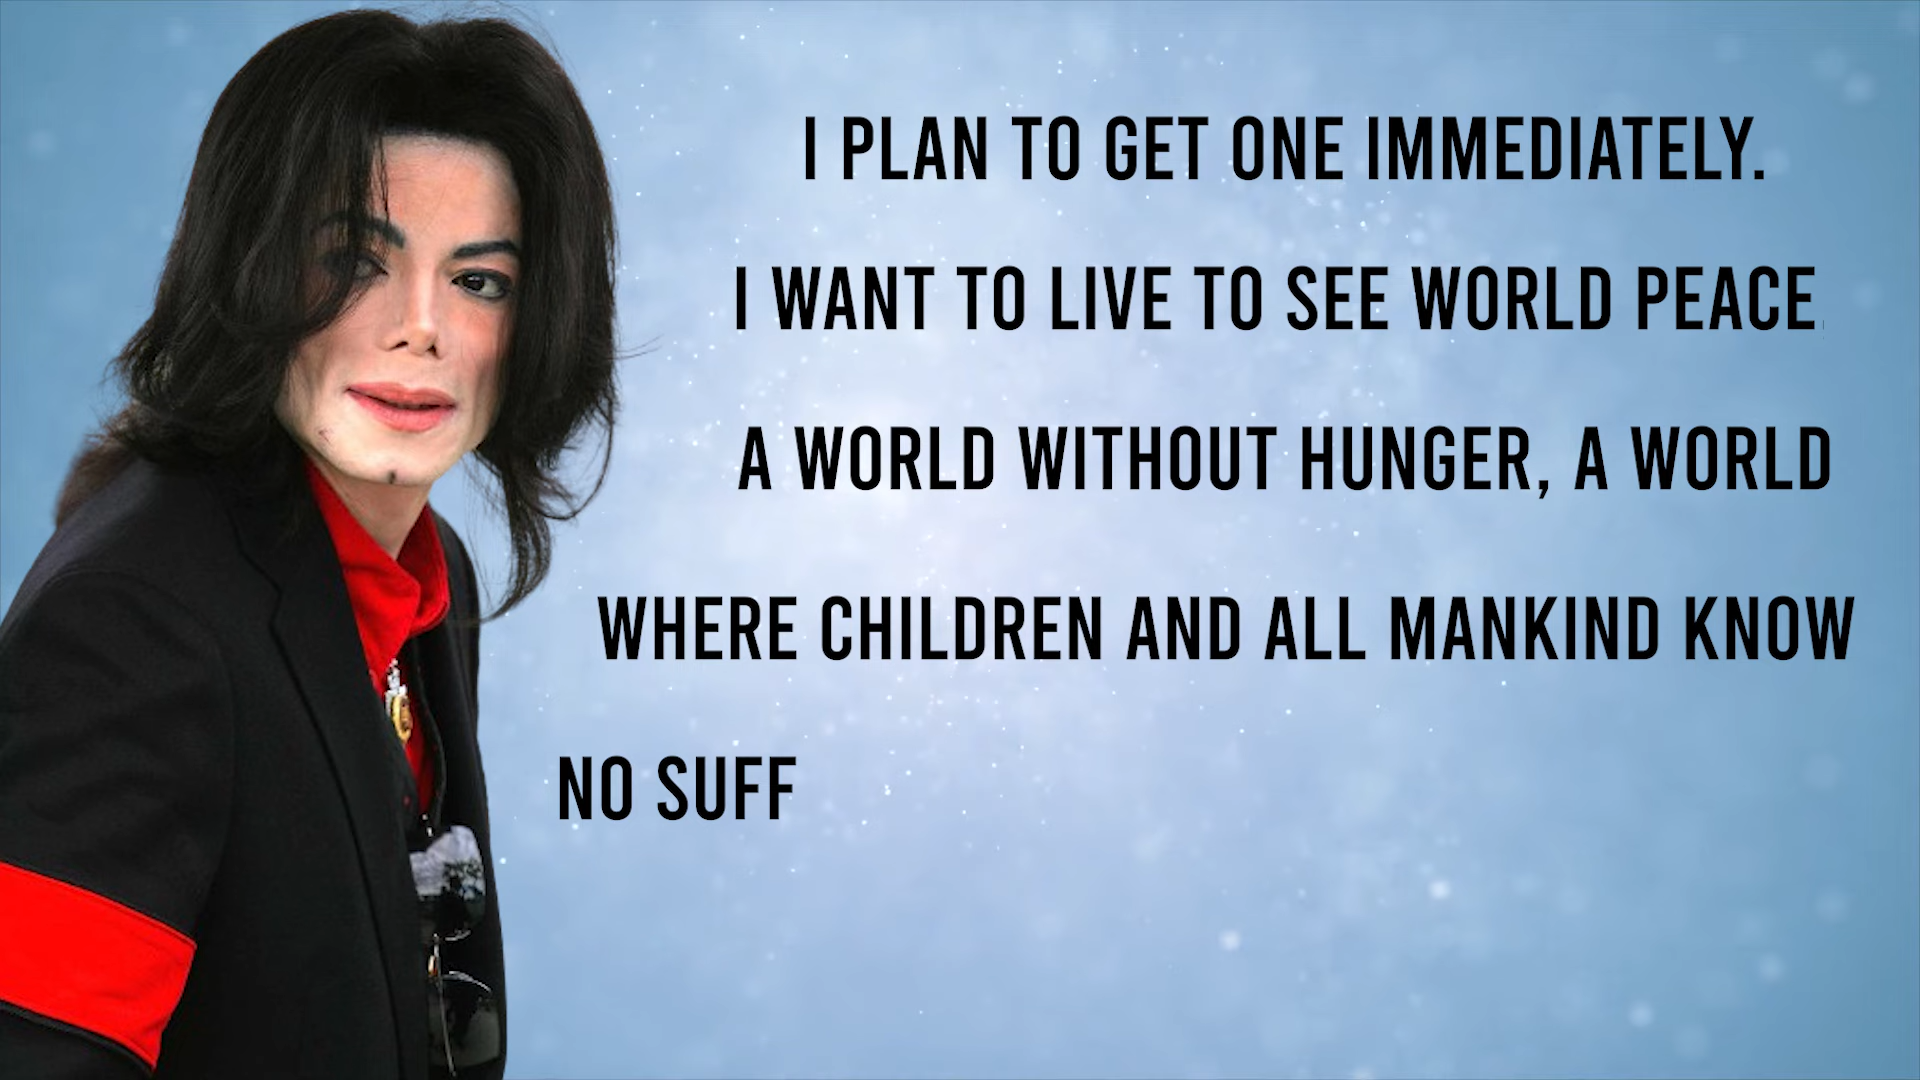 I PLAN TO GET ONE IMMEDIATELY.
I WANT TO LIVE TO SEE WORLD PEACE
A WORLD WITHOUT HUNGER, A WORLD
WHERE CHILDREN AND ALL MANKIND KNOW
NO SUFF